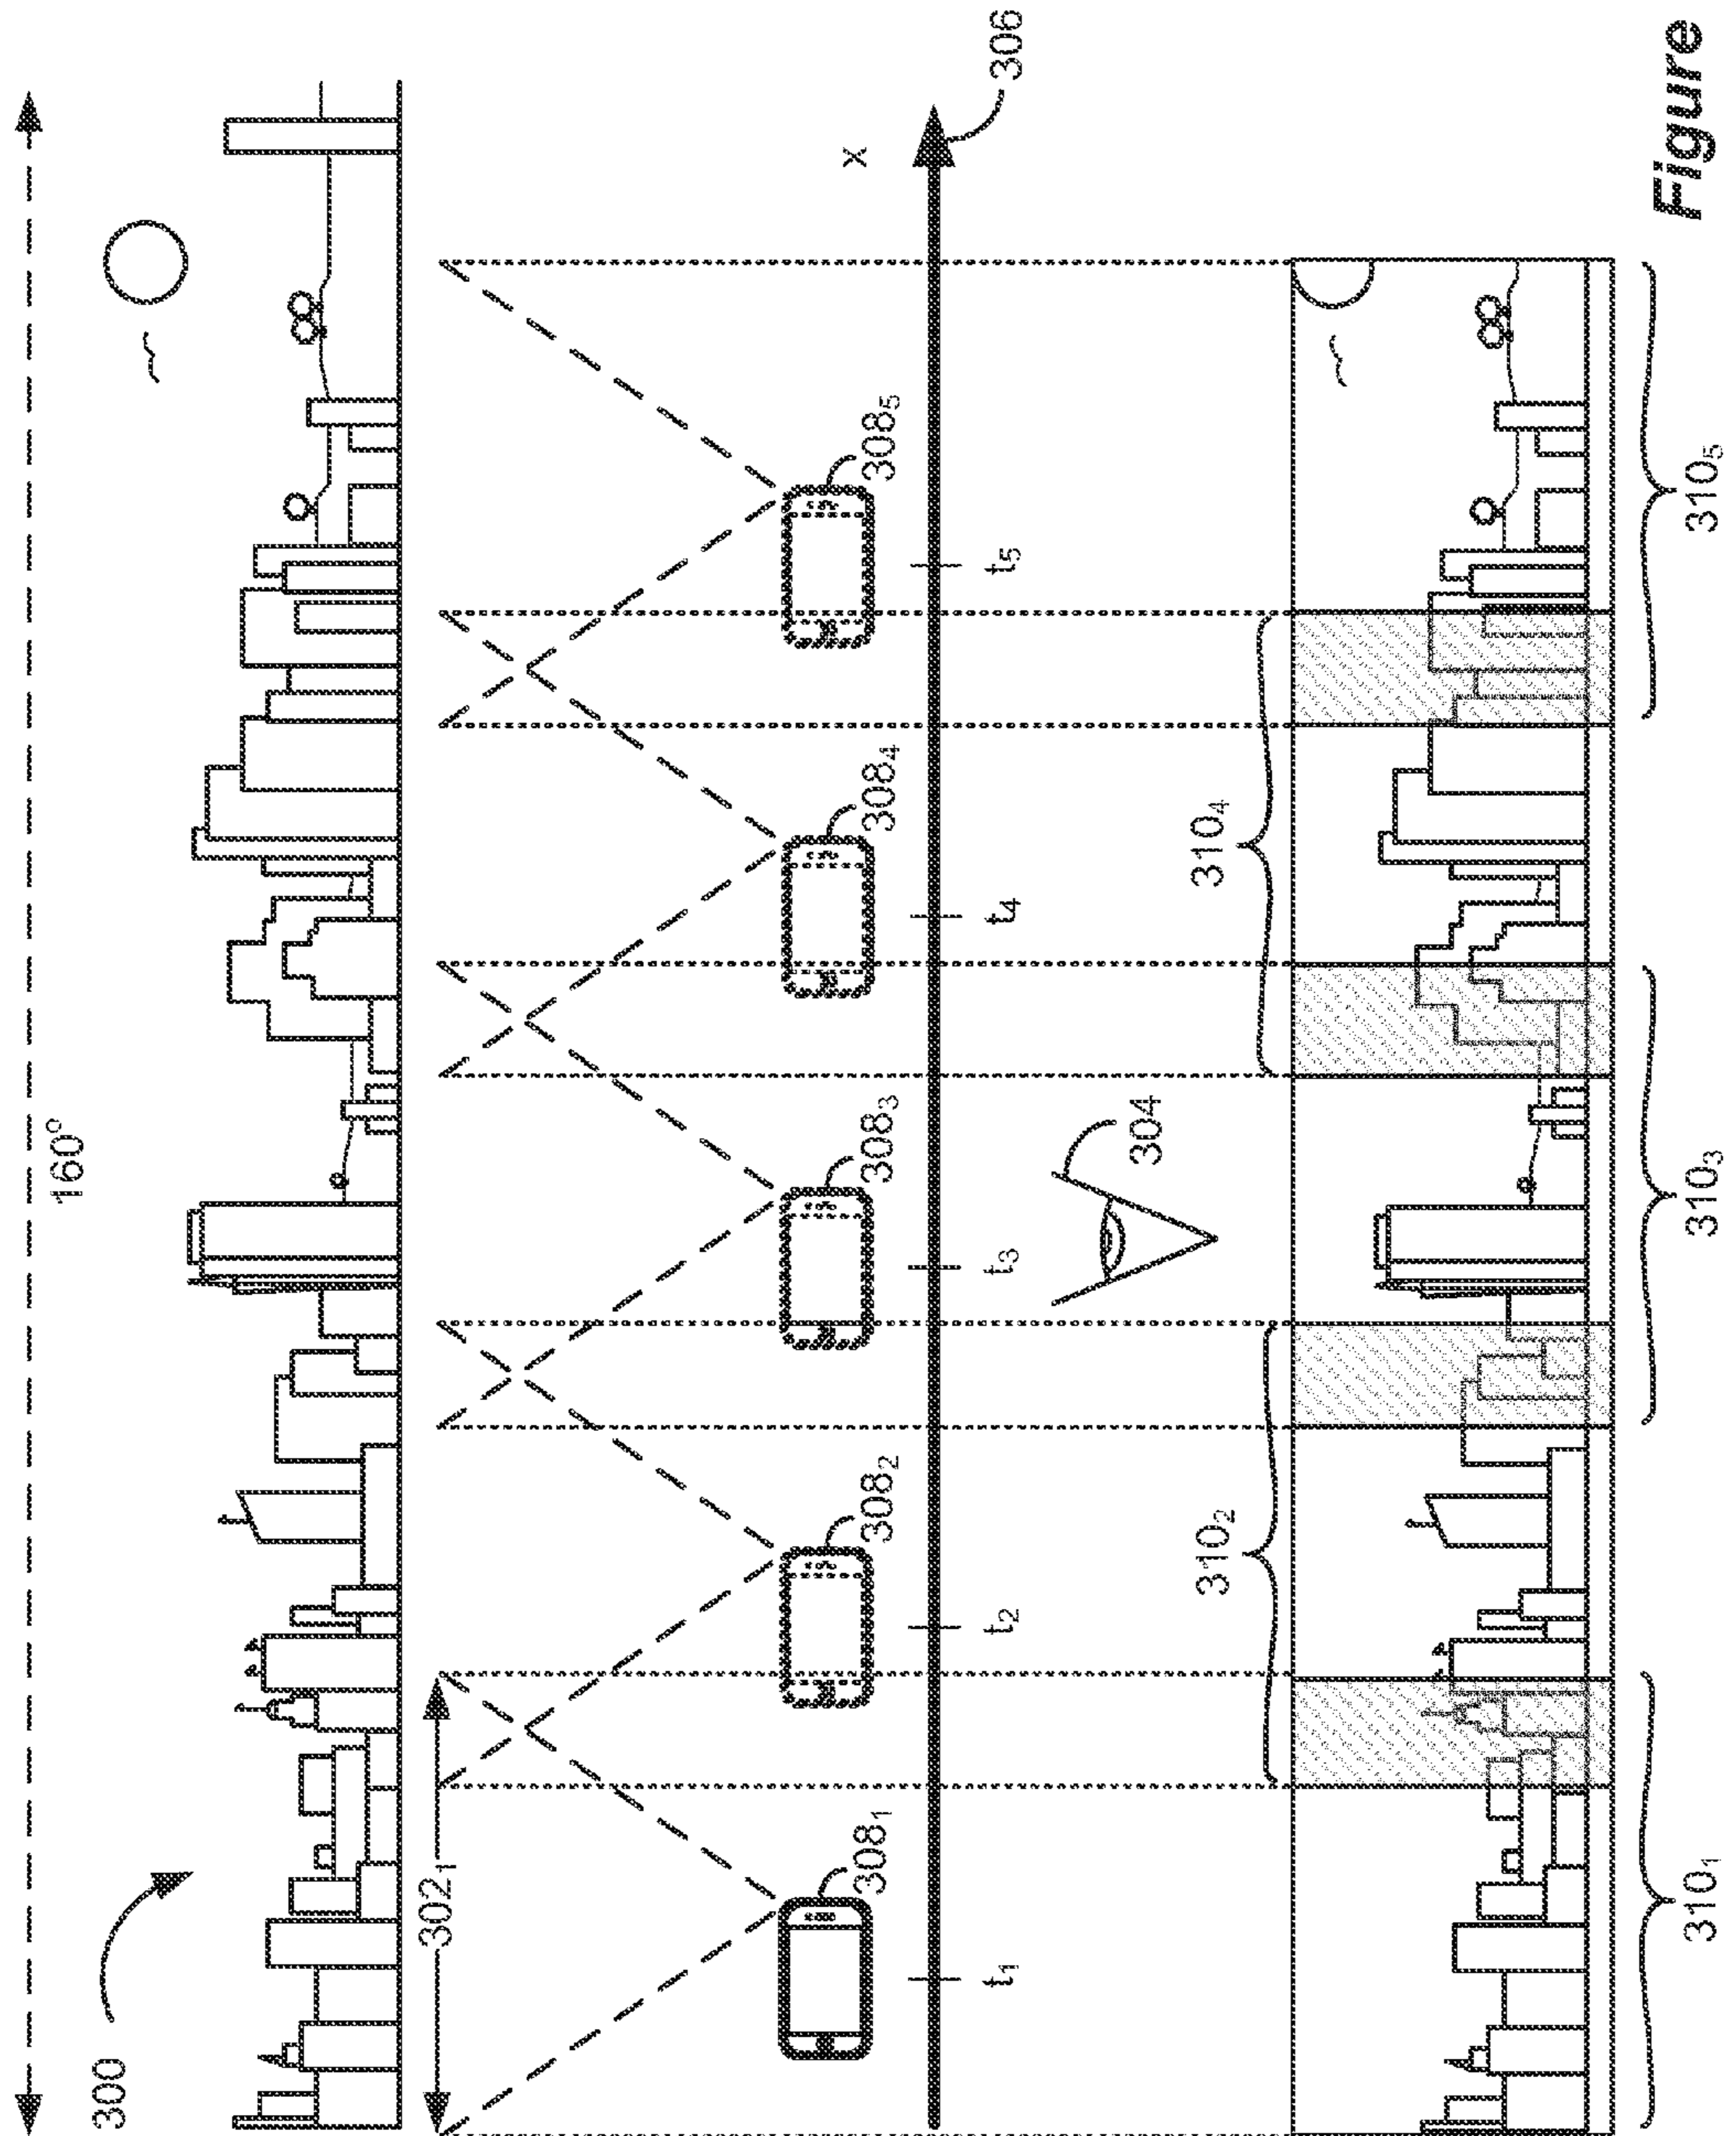 160°
300
302₁
308₁
308₂
308₃
308₄
308₅
x
306
t₁
t₂
t₃
t₄
t₅
304
310₂
310₄
310₁
310₃
310₅
Figure